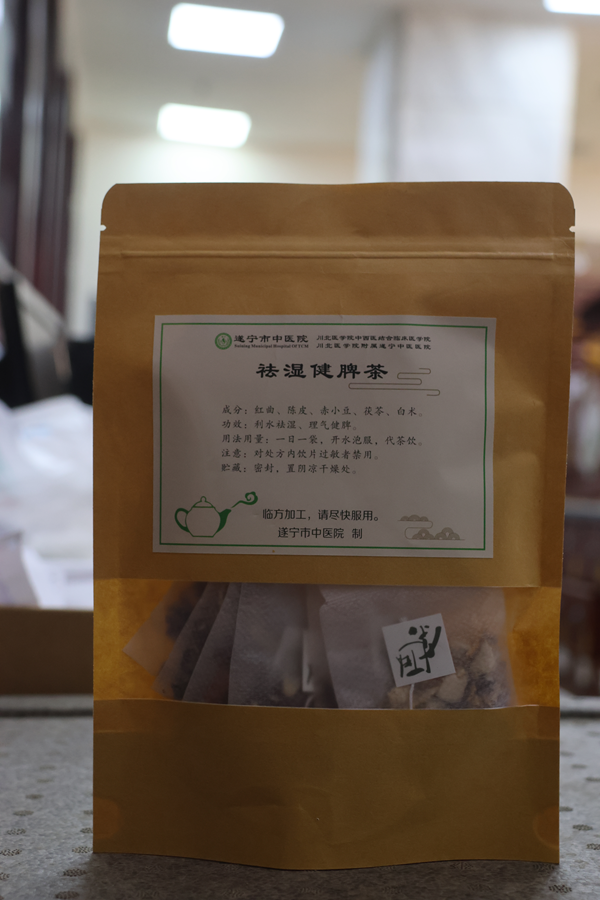 遂宁市中医院
Suining Municipal Hospital Of TCM
川北医学院中西医结合临床医学院
川北医学院附属遂宁中医医院
祛湿健脾茶
成分：红曲、陈皮、赤小豆、茯苓、白术。
功效：利水祛湿、理气健脾。
用法用量：一日一袋，开水泡服，代茶饮。
注意：对处方内饮片过敏者禁用。
贮藏：密封，置阴凉干燥处。
临方加工，请尽快服用。
遂宁市中医院 制